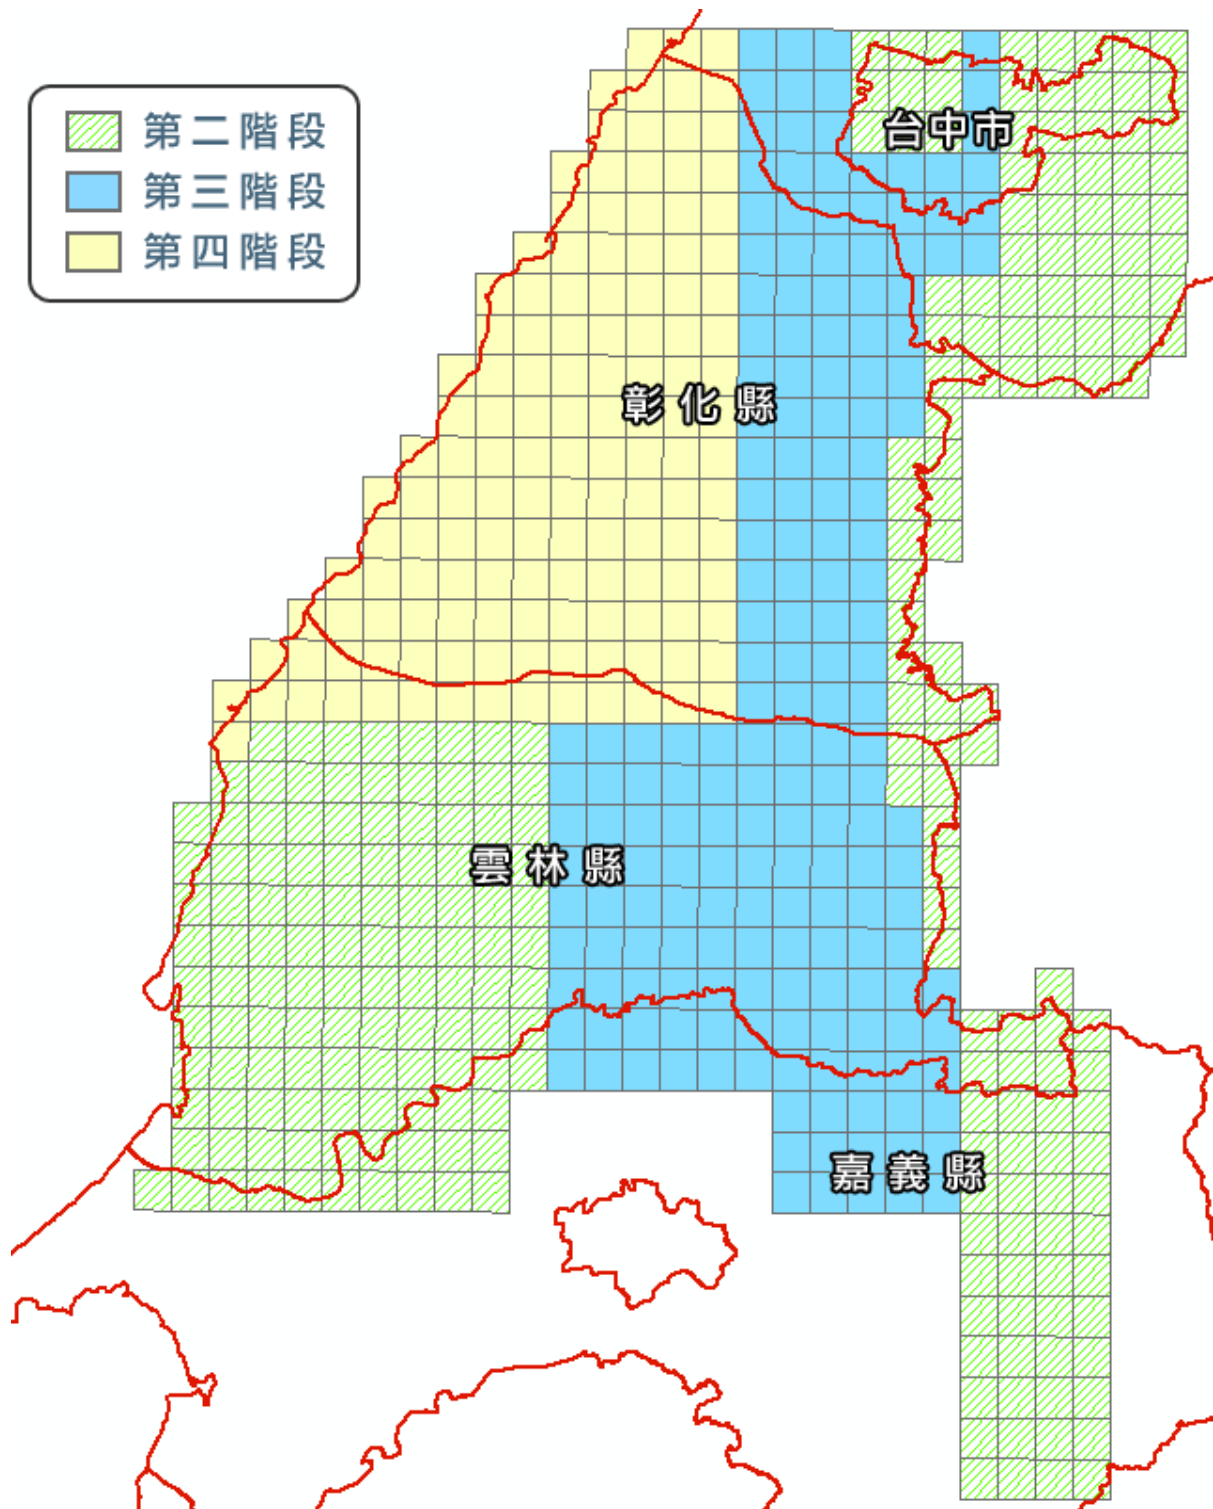 第二階段
第三階段
第四階段
台中市
彰化縣
雲林縣
嘉義縣